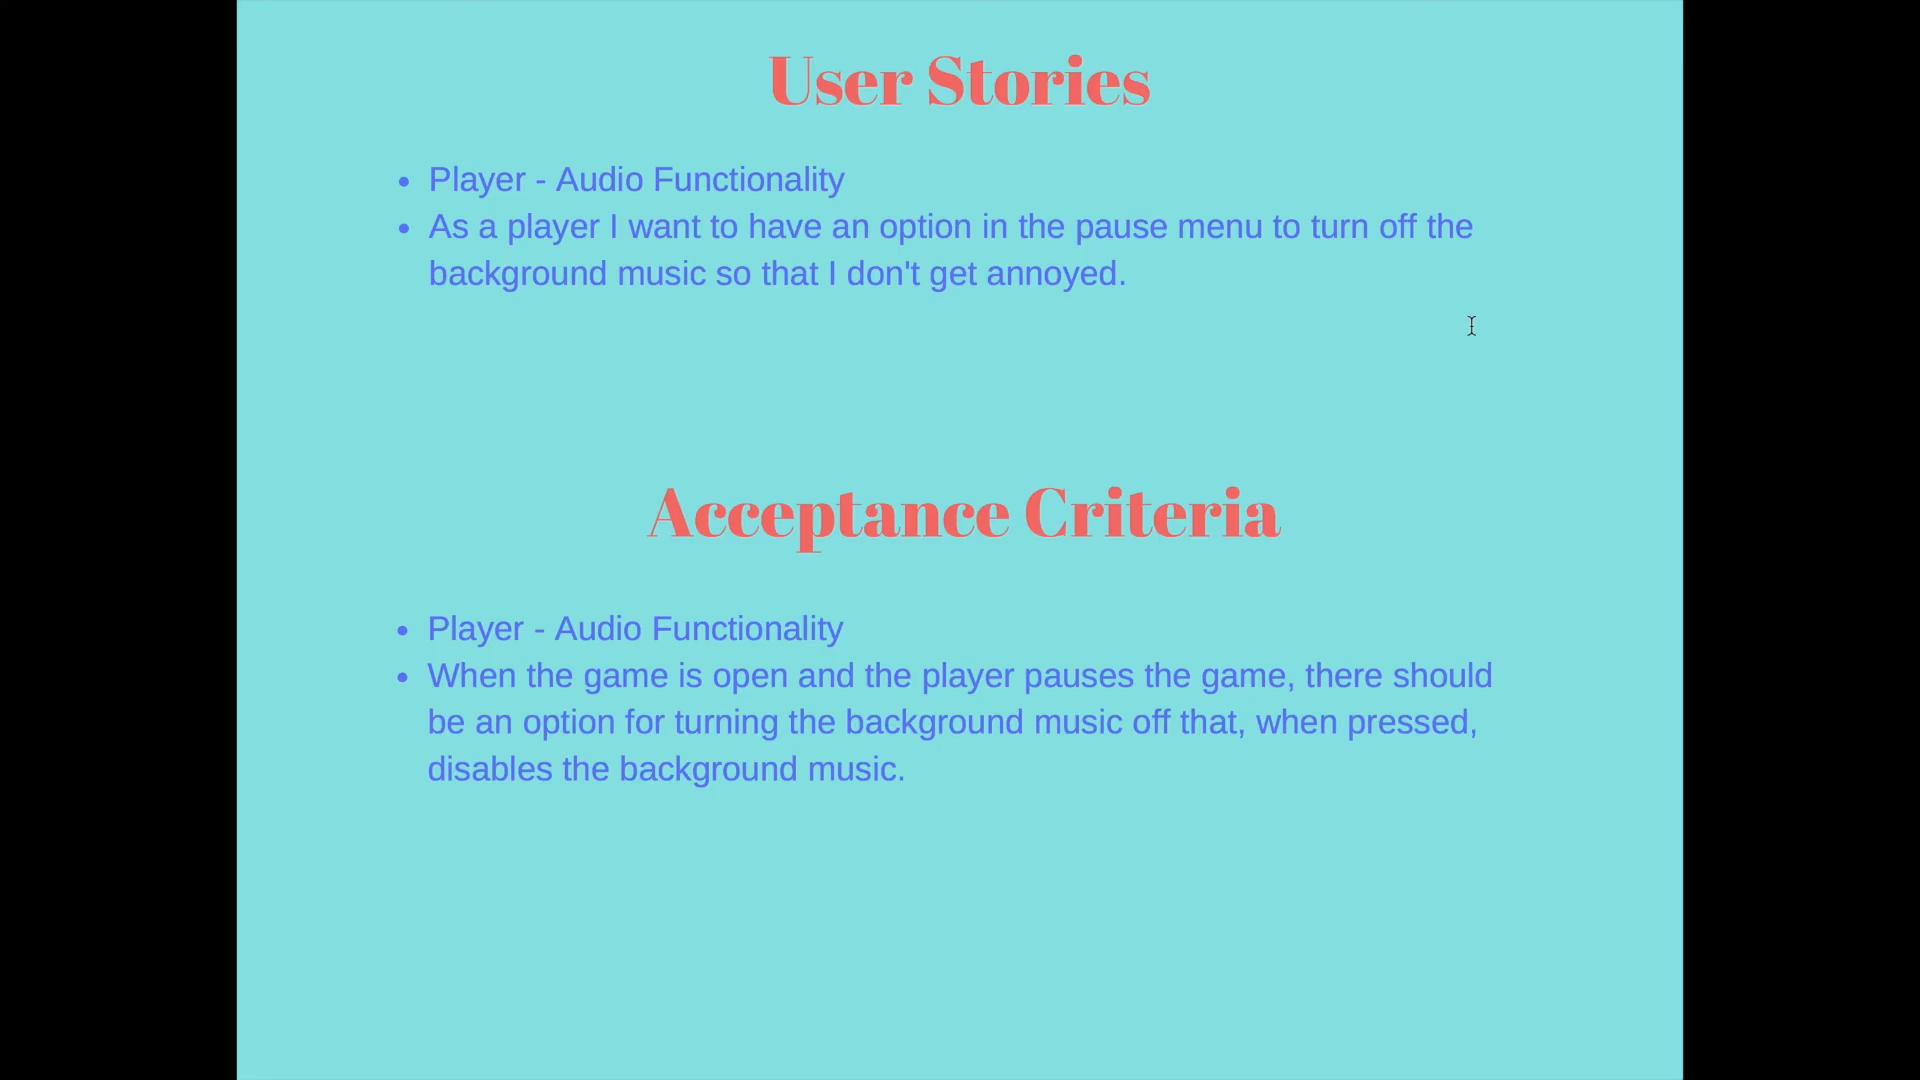 User Stories
• Player - Audio Functionality
• As a player I want to have an option in the pause menu to turn off the
background music so that I don't get annoyed.
Acceptance Criteria
• Player - Audio Functionality
• When the game is open and the player pauses the game, there should
be an option for turning the background music off that, when pressed,
disables the background music.